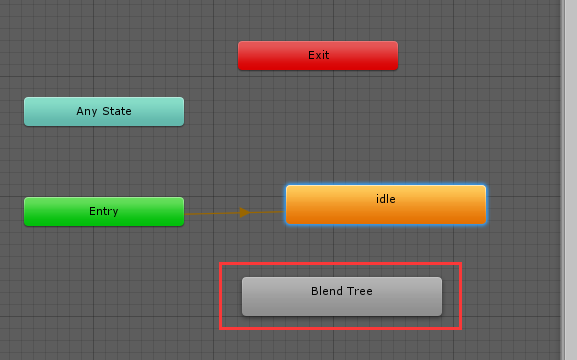 Exit
Any State
idle
Entry
Blend Tree